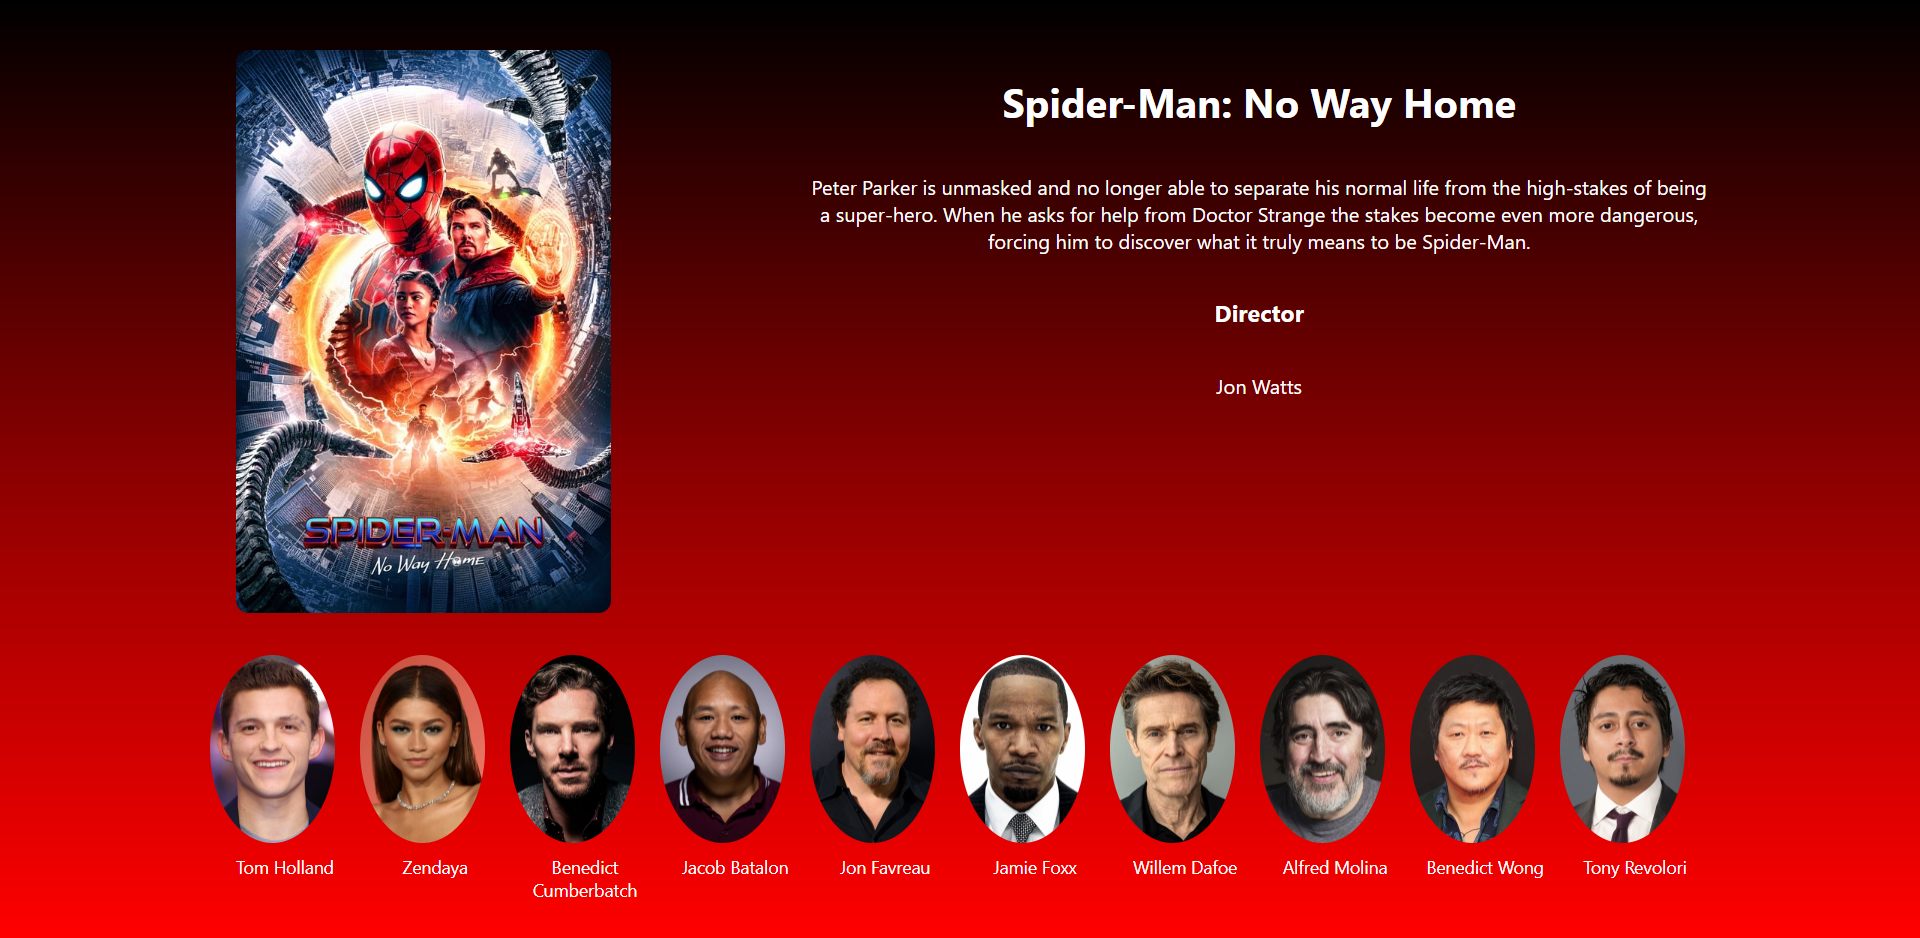 Spider-Man: No Way Home
Peter Parker is unmasked and no longer able to separate his normal life from the high-stakes of being
a super-hero. When he asks for help from Doctor Strange the stakes become even more dangerous,
forcing him to discover what it truly means to be Spider-Man.
Director
Jon Watts
SPIDER-MAN
No Way Home
Tom Holland
Zendaya
Benedict
Cumberbatch
Jacob Batalon
Jon Favreau
Jamie Foxx
Willem Dafoe
Alfred Molina
Benedict Wong
Tony Revolori